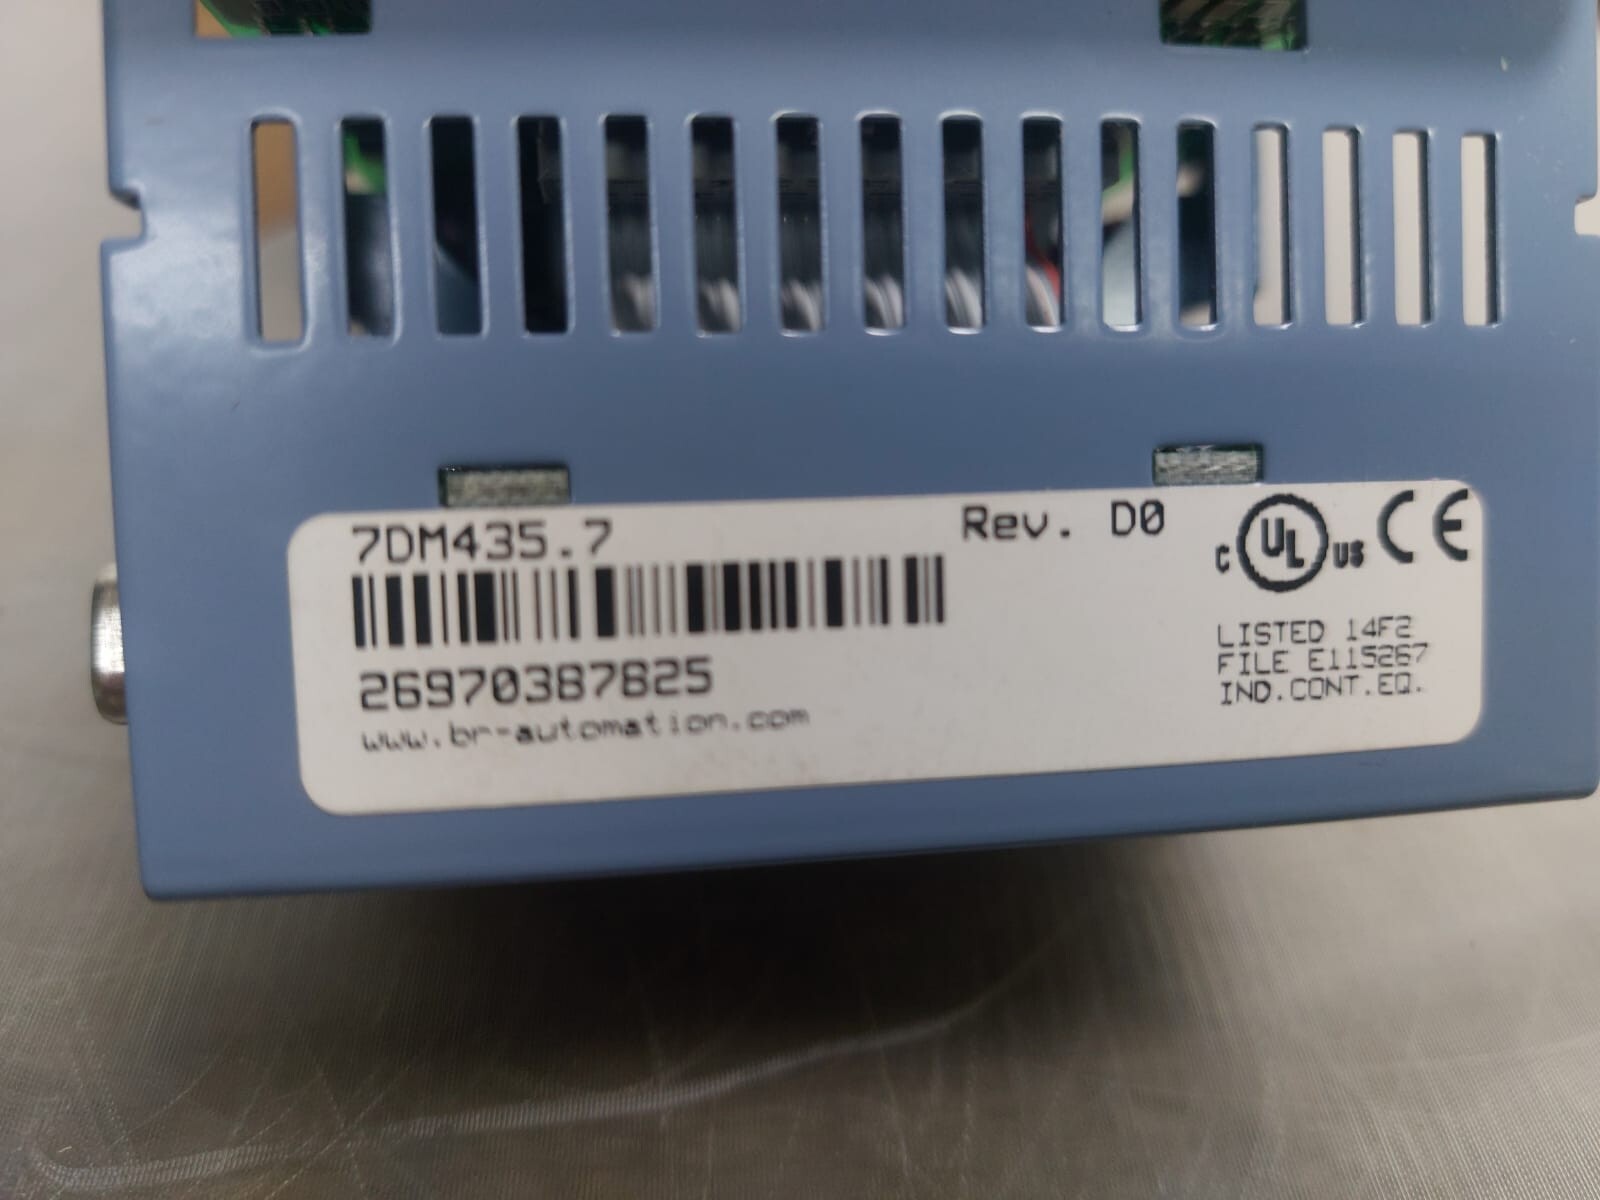 7DM435.7
Rev. D0
C UL US CE
26970387825
www.br-automation.com
LISTED 14F2
FILE E115267
IND.CONT.EQ.